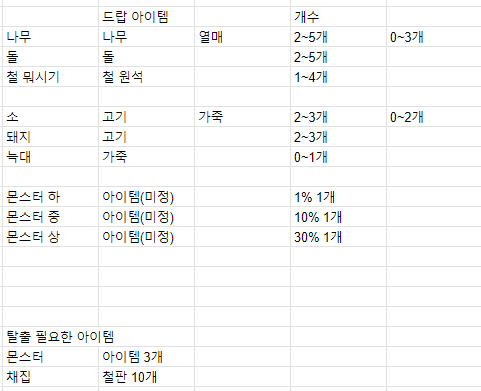 드랍 아이템 개수
나무 나무 열매 2~5개 0~3개
돌 돌 2~5개
철 뭐시기 철 원석 1~4개
소 고기 가죽 2~3개 0~2개
돼지 고기 2~3개
늑대 가죽 0~1개
몬스터 하 아이템(미정) 1% 1개
몬스터 중 아이템(미정) 10% 1개
몬스터 상 아이템(미정) 30% 1개
탈출 필요한 아이템
몬스터 아이템 3개
채집 철판 10개